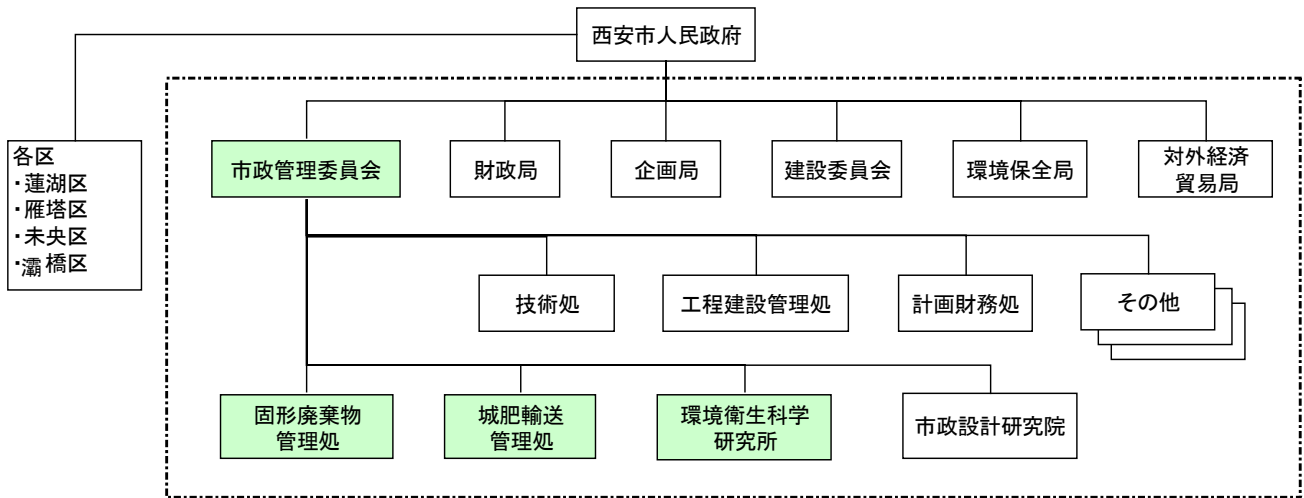 西安市人民政府
各区
・蓮湖区
・雁塔区
・未央区
・灞橋区
市政管理委員会
財政局
企画局
建設委員会
環境保全局
対外経済
貿易局
技術処
工程建設管理処
計画財務処
その他
固形廃棄物
管理処
城肥輸送
管理処
環境衛生科学
研究所
市政設計研究院